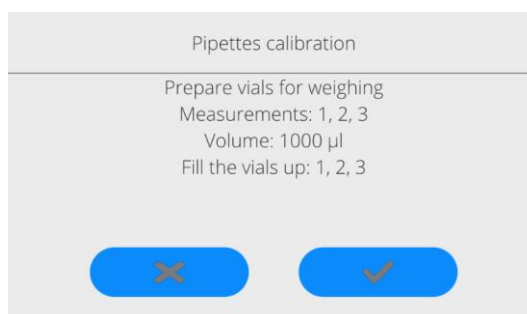 Pipettes calibration
Prepare vials for weighing
Measurements: 1, 2, 3
Volume: 1000 µl
Fill the vials up: 1, 2, 3